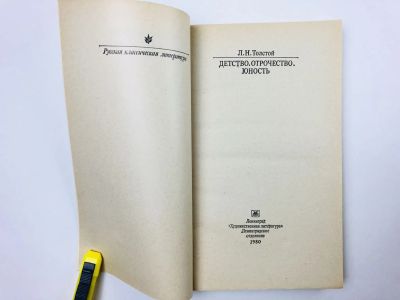 Русская классическая литература
Л.Н.Толстой
ДЕТСТВО. ОТРОЧЕСТВО.
ЮНОСТЬ
Ленинград
«Художественная литература»
Ленинградское
отделение
1980